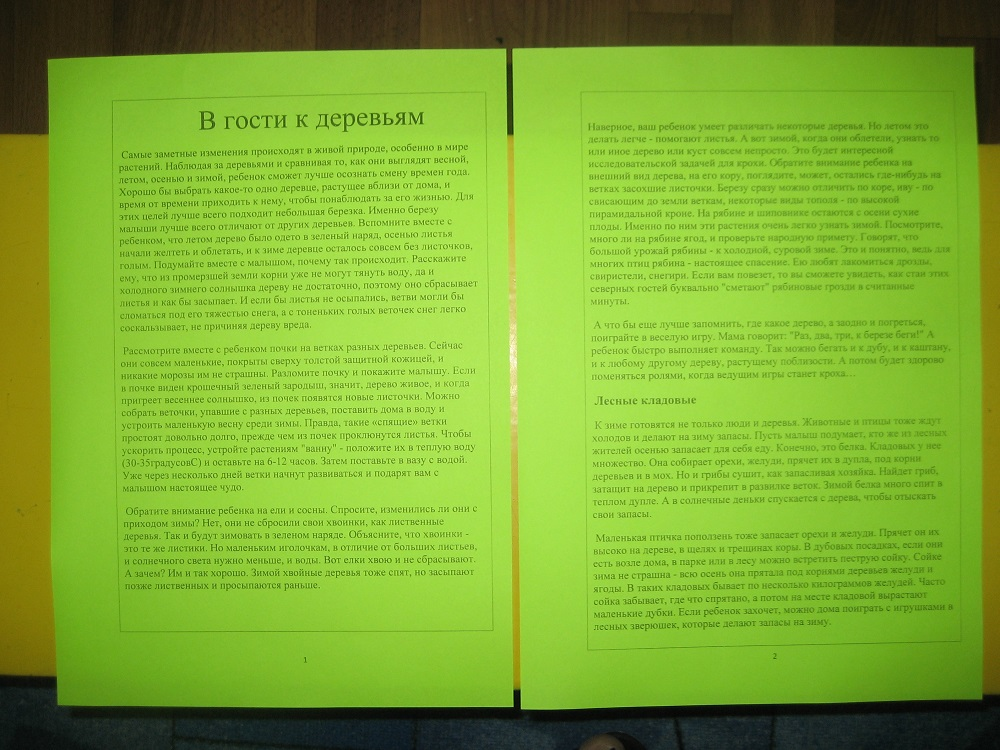 В гости к деревьям
Самые заметные изменения происходят в живой природе, особенно в мире
растений. Наблюдая за деревьями и сравнивая то, как они выглядят весной,
летом, осенью и зимой, ребенок сможет лучше осознать смену времен года.
Хорошо бы выбрать какое-то одно деревце, растущее вблизи от дома, и
время от времени приходить к нему, чтобы понаблюдать за его жизнью. Для
этих целей лучше всего подходит небольшая березка. Именно березу
малыши лучше всего отличают от других деревьев. Вспомните вместе с
ребенком, что летом дерево было одето в зеленый наряд, осенью листья
начали желтеть и облетать, и к зиме деревце осталось совсем без листочков,
голым. Подумайте вместе с малышом, почему так происходит. Расскажите
ему, что из промерзшей земли корни уже не могут тянуть воду, да и
холодного зимнего солнышка дереву не достаточно, поэтому оно сбрасывает
листья и как бы засыпает. И если бы листья не осыпались, ветви могли бы
сломаться под его тяжестью снега, а с тоненьких голых веточек снег легко
соскальзывает, не причиняя дереву вреда.
Рассмотрите вместе с ребенком почки на ветках разных деревьев. Сейчас
они совсем маленькие, покрыты сверху толстой защитной кожицей, и
никакие морозы им не страшны. Разломите почку и покажите малышу. Если
в почке виден крошечный зеленый зародыш, значит, дерево живое, и когда
пригреет весеннее солнышко, из почек появятся новые листочки. Можно
собрать веточки, упавшие с разных деревьев, поставить дома в воду и
устроить маленькую весну среди зимы. Правда, такие «спящие» ветки
простоят довольно долго, прежде чем из почек проклюнутся листья. Чтобы
ускорить процесс, устройте растениям "ванну" - положите их в теплую воду
(30-35градусовС) и оставьте на 6-12 часов. Затем поставьте в вазу с водой.
Уже через несколько дней ветки начнут развиваться и подарят вам с
малышом настоящее чудо.
Обратите внимание ребенка на ели и сосны. Спросите, изменились ли они с
приходом зимы? Нет, они не сбросили свои хвоинки, как лиственные
деревья. Так и будут зимовать в зеленом наряде. Объясните, что хвоинки -
это те же листики. Но маленьким иголочкам, в отличие от больших листьев,
и солнечного света нужно меньше, и воды. Вот елки хвою и не сбрасывают.
А зачем? Им и так хорошо. Зимой хвойные деревья тоже спят, но засыпают
позже лиственных и просыпаются раньше.
1
Наверное, ваш ребенок умеет различать некоторые деревья. Но летом это
делать легче - помогают листья. А вот зимой, когда они облетели, узнать то
или иное дерево или куст совсем непросто. Это будет интересной
исследовательской задачей для крохи. Обратите внимание ребенка на
внешний вид дерева, на его кору, поглядите, может, остались где-нибудь на
ветках засохшие листочки. Березу сразу можно отличить по коре, иву - по
свисающим до земли веткам, некоторые виды тополя - по высокой
пирамидальной кроне. На рябине и шиповнике остаются с осени сухие
плоды. Именно по ним эти растения очень легко узнать зимой. Посмотрите,
много ли на рябине ягод, и проверьте народную примету. Говорят, что
большой урожай рябины - к холодной, суровой зиме. Это и понятно, ведь для
многих птиц рябина - настоящее спасение. Ею любят лакомиться дрозды,
свиристели, снегири. Если вам повезет, то вы сможете увидеть, как стаи этих
северных гостей буквально "сметают" рябиновые грозди в считанные
минуты.
А что бы еще лучше запомнить, где какое дерево, а заодно и погреться,
поиграйте в веселую игру. Мама говорит: "Раз, два, три, к березе беги!" А
ребенок быстро выполняет команду. Так можно бегать и к дубу, и к каштану,
и к любому другому дереву, растущему поблизости. А потом будет здорово
поменяться ролями, когда ведущим игры станет кроха…
Лесные кладовые
К зиме готовятся не только люди и деревья. Животные и птицы тоже ждут
холодов и делают на зиму запасы. Пусть малыш подумает, кто же из лесных
жителей осенью запасает для себя еду. Конечно, это белка. Кладовых у нее
множество. Она собирает орехи, желуди, прячет их в дупла, под корни
деревьев и в мох. Но и грибы сушит, как запасливая хозяйка. Найдет гриб,
затащит на дерево и прикрепит в развилке веток. Зимой белка много спит в
теплом дупле. А в солнечные деньки спускается с дерева, чтобы отыскать
свои запасы.
Маленькая птичка поползень тоже запасает орехи и желуди. Прячет он их
высоко на дереве, в щелях и трещинах коры. В дубовых посадках, если они
есть возле дома, в парке или в лесу можно встретить пеструю сойку. Сойке
зима не страшна - всю осень она прятала под корнями деревьев желуди и
ягоды. В таких кладовых бывает по несколько килограммов желудей. Часто
сойка забывает, где что спрятано, а потом на месте кладовой вырастают
маленькие дубки. Если ребенок захочет, можно дома поиграть с игрушками в
лесных зверюшек, которые делают запасы на зиму.
2